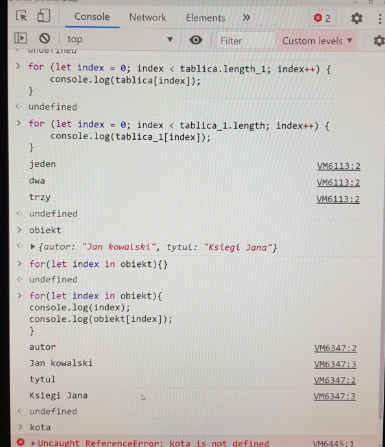 Console Network Elements » 2
top Filter Custom levels
undefined
for (let index = 0; index < tablica.length_1; index++) {
console.log(tablica[index]);
}
undefined
for (let index = 0; index < tablica_1.length; index++) {
console.log(tablica_1[index]);
}
jeden VM6113:2
dwa VM6113:2
trzy VM6113:2
undefined
obiekt
{autor: "Jan kowalski", tytul: "Ksiegi Jana"}
for(let index in obiekt){}
undefined
for(let index in obiekt){
console.log(index);
console.log(obiekt[index]);
}
autor VM6347:2
Jan kowalski VM6347:3
tytul VM6347:2
Ksiegi Jana VM6347:3
undefined
kota
Uncaught ReferenceError: kota is not defined VM6445:1